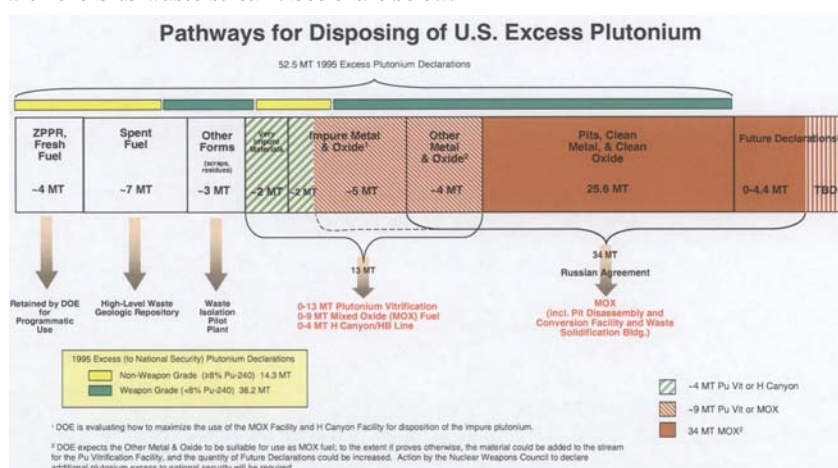 Pathways for Disposing of U.S. Excess Plutonium
52.5 MT 1995 Excess Plutonium Declarations
ZPPR,
Fresh
Fuel
~4 MT
Spent
Fuel
~7 MT
Other
Forms
(scraps,
residues)
~3 MT
Very
Impure
Materials
~2 MT
~2 MT
Impure Metal
& Oxide¹
~5 MT
Other
Metal
& Oxide²
~4 MT
Pits, Clean
Metal, & Clean
Oxide
25.6 MT
Future Declarations
0-4.4 MT
TBD
Retained by DOE
for
Programmatic
Use
High-Level Waste
Geologic Repository
Waste
Isolation
Pilot
Plant
13 MT
0-13 MT Plutonium Vitrification
0-9 MT Mixed Oxide (MOX) Fuel
0-4 MT H Canyon/HB Line
34 MT
Russian Agreement
MOX
(incl. Pit Disassembly and
Conversion Facility and Waste
Solidification Bldg.)
1995 Excess (to National Security) Plutonium Declarations
Non-Weapon Grade (≥8% Pu-240) 14.3 MT
Weapon Grade (<8% Pu-240) 38.2 MT
~4 MT Pu Vit or H Canyon
~9 MT Pu Vit or MOX
34 MT MOX²
¹ DOE is evaluating how to maximize the use of the MOX Facility and H Canyon Facility for disposition of the impure plutonium.
² DOE expects the Other Metal & Oxide to be suitable for use as MOX fuel; to the extent it proves otherwise, the material could be added to the stream
for the Pu Vitrification Facility, and the quantity of Future Declarations could be increased. Action by the Nuclear Weapons Council to declare
additional plutonium excess to national security will be required.